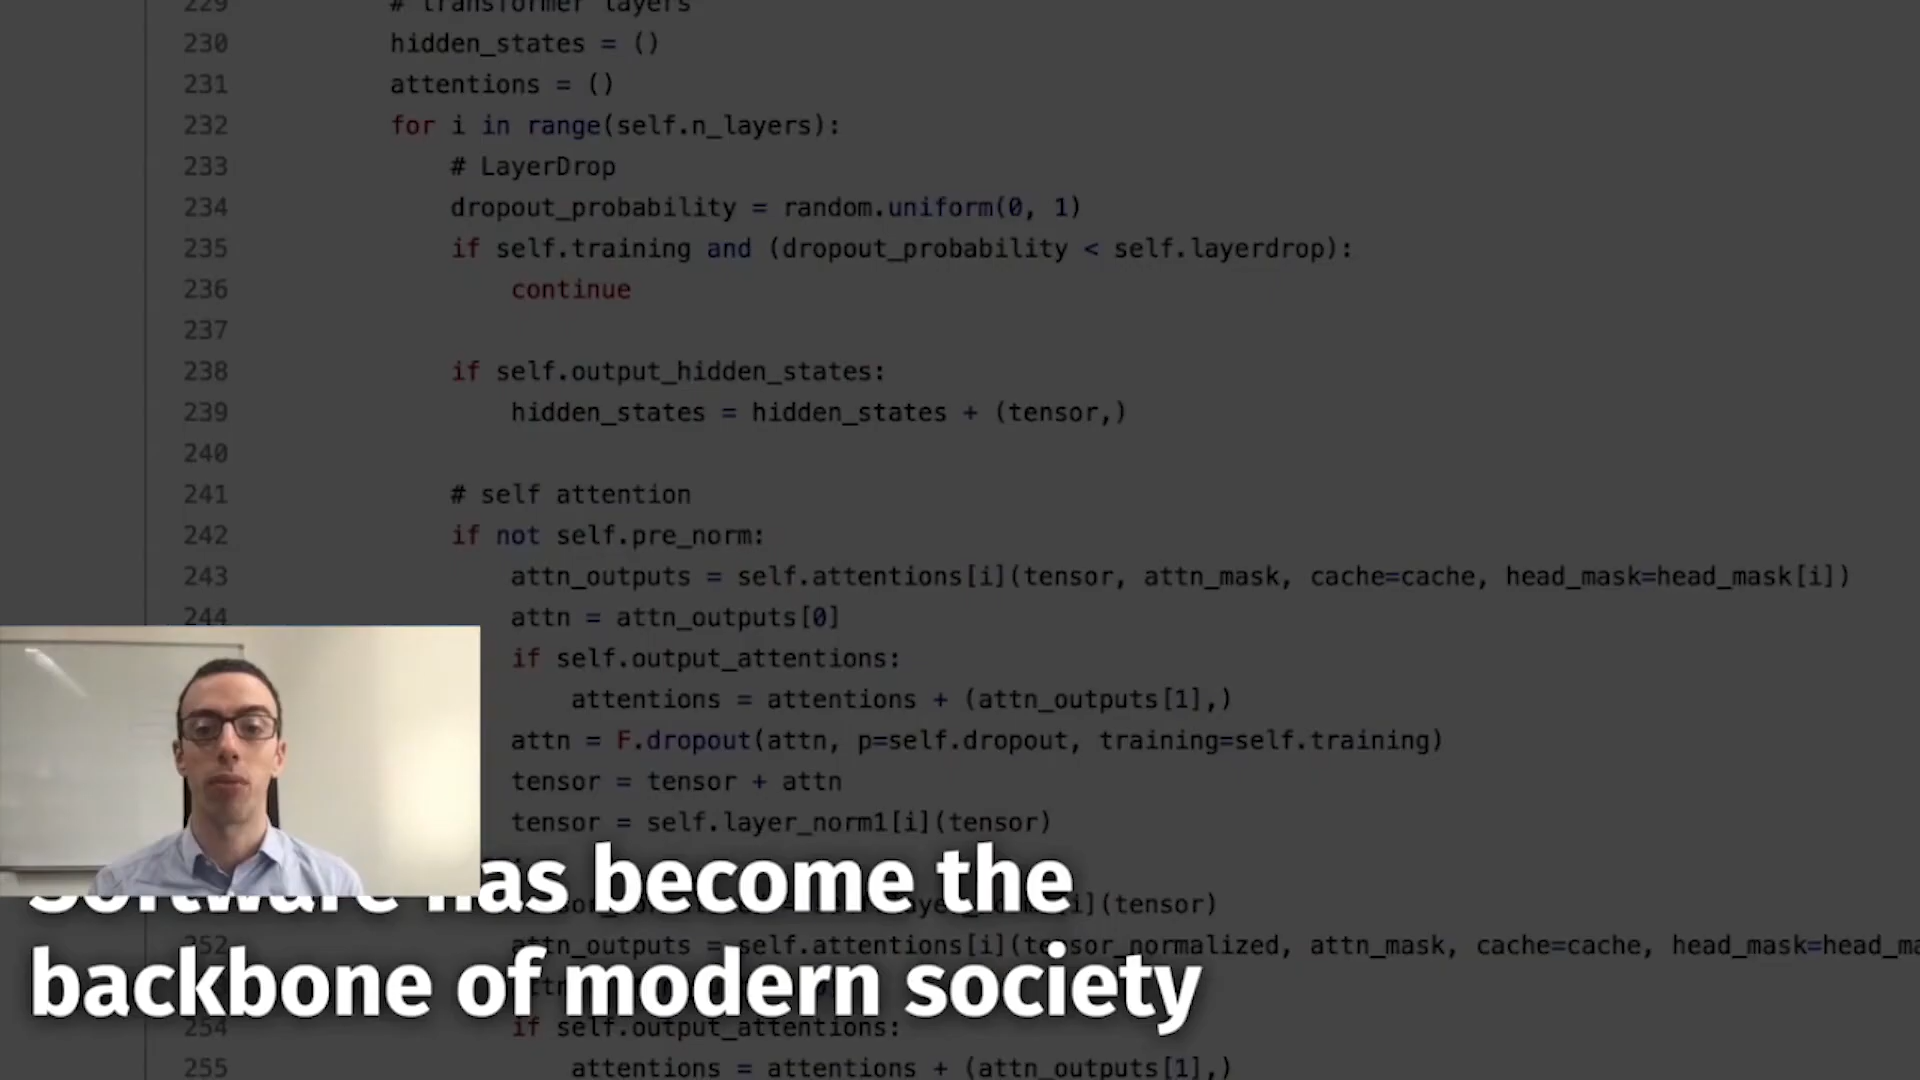 229 # transformer layers
230 hidden_states = ()
231 attentions = ()
232 for i in range(self.n_layers):
233 # LayerDrop
234 dropout_probability = random.uniform(0, 1)
235 if self.training and (dropout_probability < self.layerdrop):
236 continue
237
238 if self.output_hidden_states:
239 hidden_states = hidden_states + (tensor,)
240
241 # self attention
242 if not self.pre_norm:
243 attn_outputs = self.attentions[i](tensor, attn_mask, cache=cache, head_mask=head_mask[i])
244 attn = attn_outputs[0]
if self.output_attentions:
attentions = attentions + (attn_outputs[1],)
attn = F.dropout(attn, p=self.dropout, training=self.training)
tensor = tensor + attn
tensor = self.layer_norm1[i](tensor)
Software has become the
(tensor)
252 attn_outputs = self.attentions[i](tensor_normalized, attn_mask, cache=cache, head_mask=head_ma
backbone of modern society
254 if self.output_attentions:
255 attentions = attentions + (attn_outputs[1],)